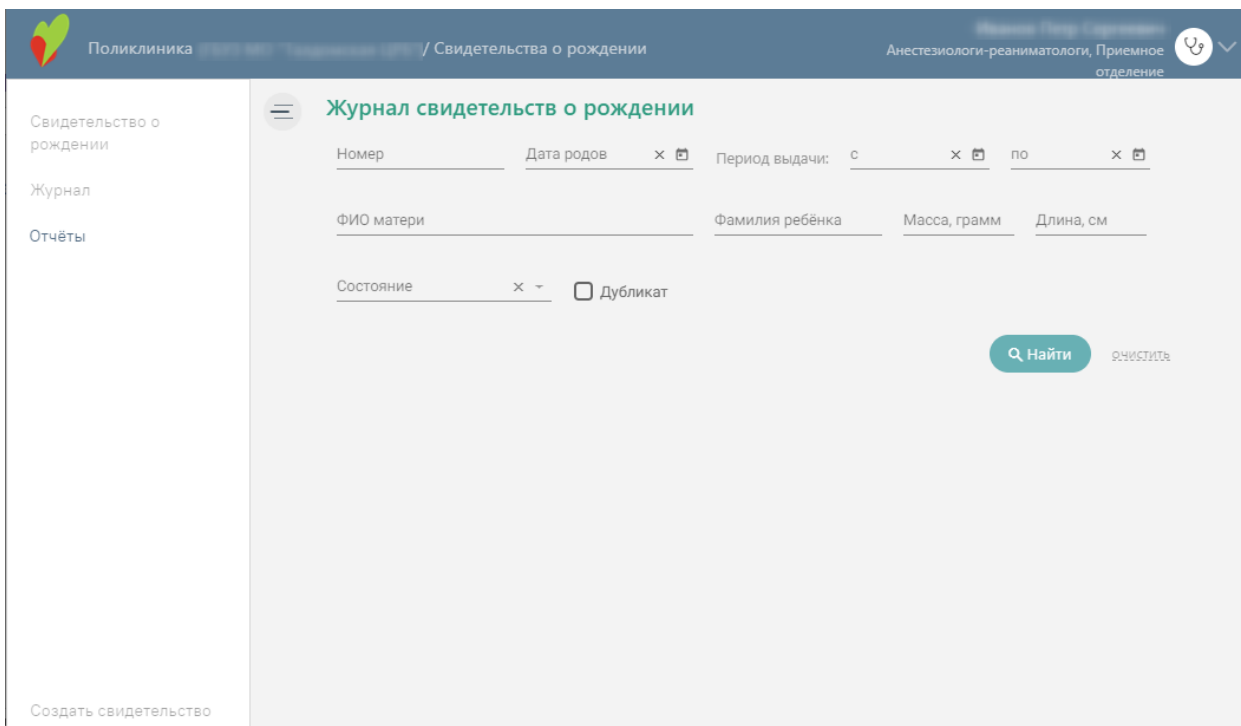 Поликлиника / Свидетельства о рождении
Анестезиологи-реаниматологи, Приемное
отделение
Свидетельство о
рождении
Журнал
Отчёты
Журнал свидетельств о рождении
Номер Дата родов Период выдачи: с по
ФИО матери Фамилия ребёнка Масса, грамм Длина, см
Состояние Дубликат
Найти очистить
Создать свидетельство